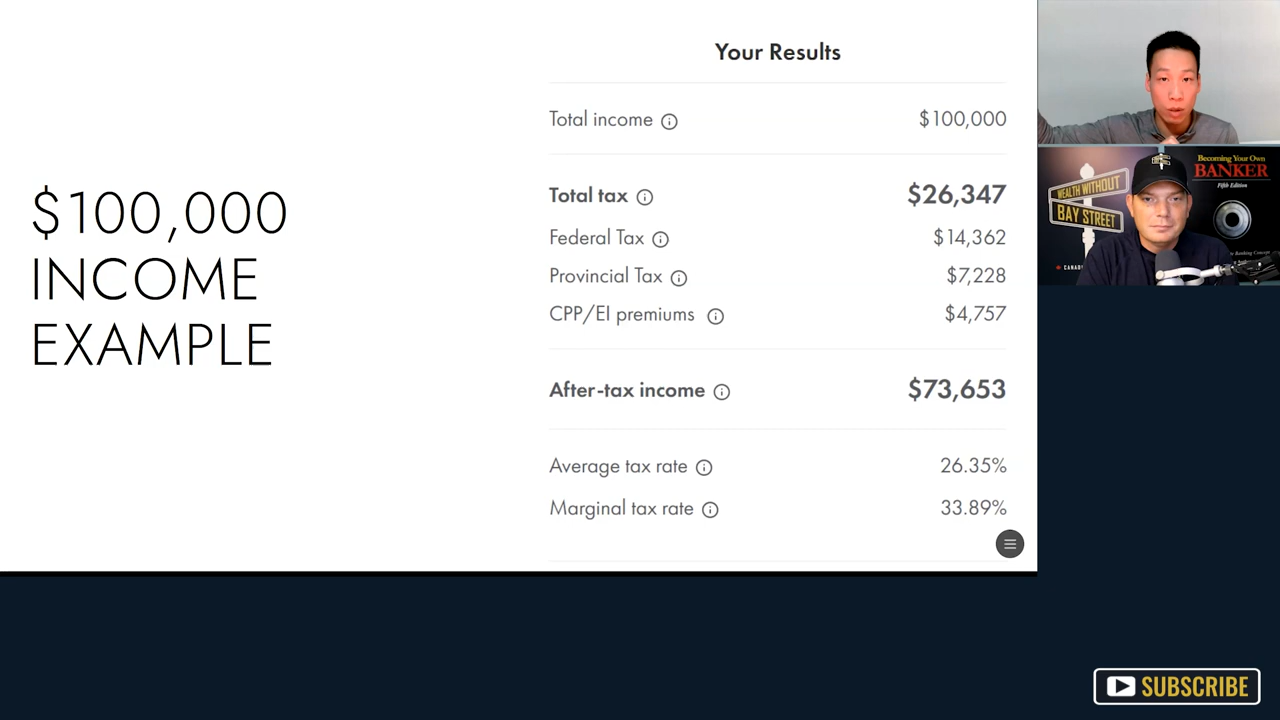 $100,000
INCOME
EXAMPLE
Your Results
Total income $100,000
Total tax $26,347
Federal Tax $14,362
Provincial Tax $7,228
CPP/EI premiums $4,757
After-tax income $73,653
Average tax rate 26.35%
Marginal tax rate 33.89%
WEALTH WITHOUT
BAY STREET
Becoming Your Own
BANKER
Fifth Edition
Banking Concept
SUBSCRIBE